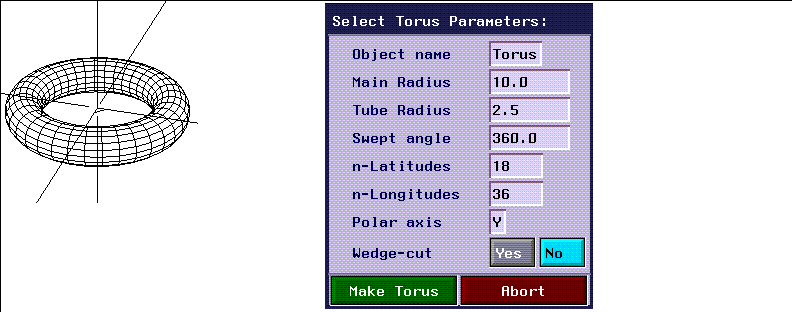 Select Torus Parameters:
Object name Torus
Main Radius 10.0
Tube Radius 2.5
Swept angle 360.0
n-Latitudes 18
n-Longitudes 36
Polar axis Y
Wedge-cut Yes No
Make Torus Abort